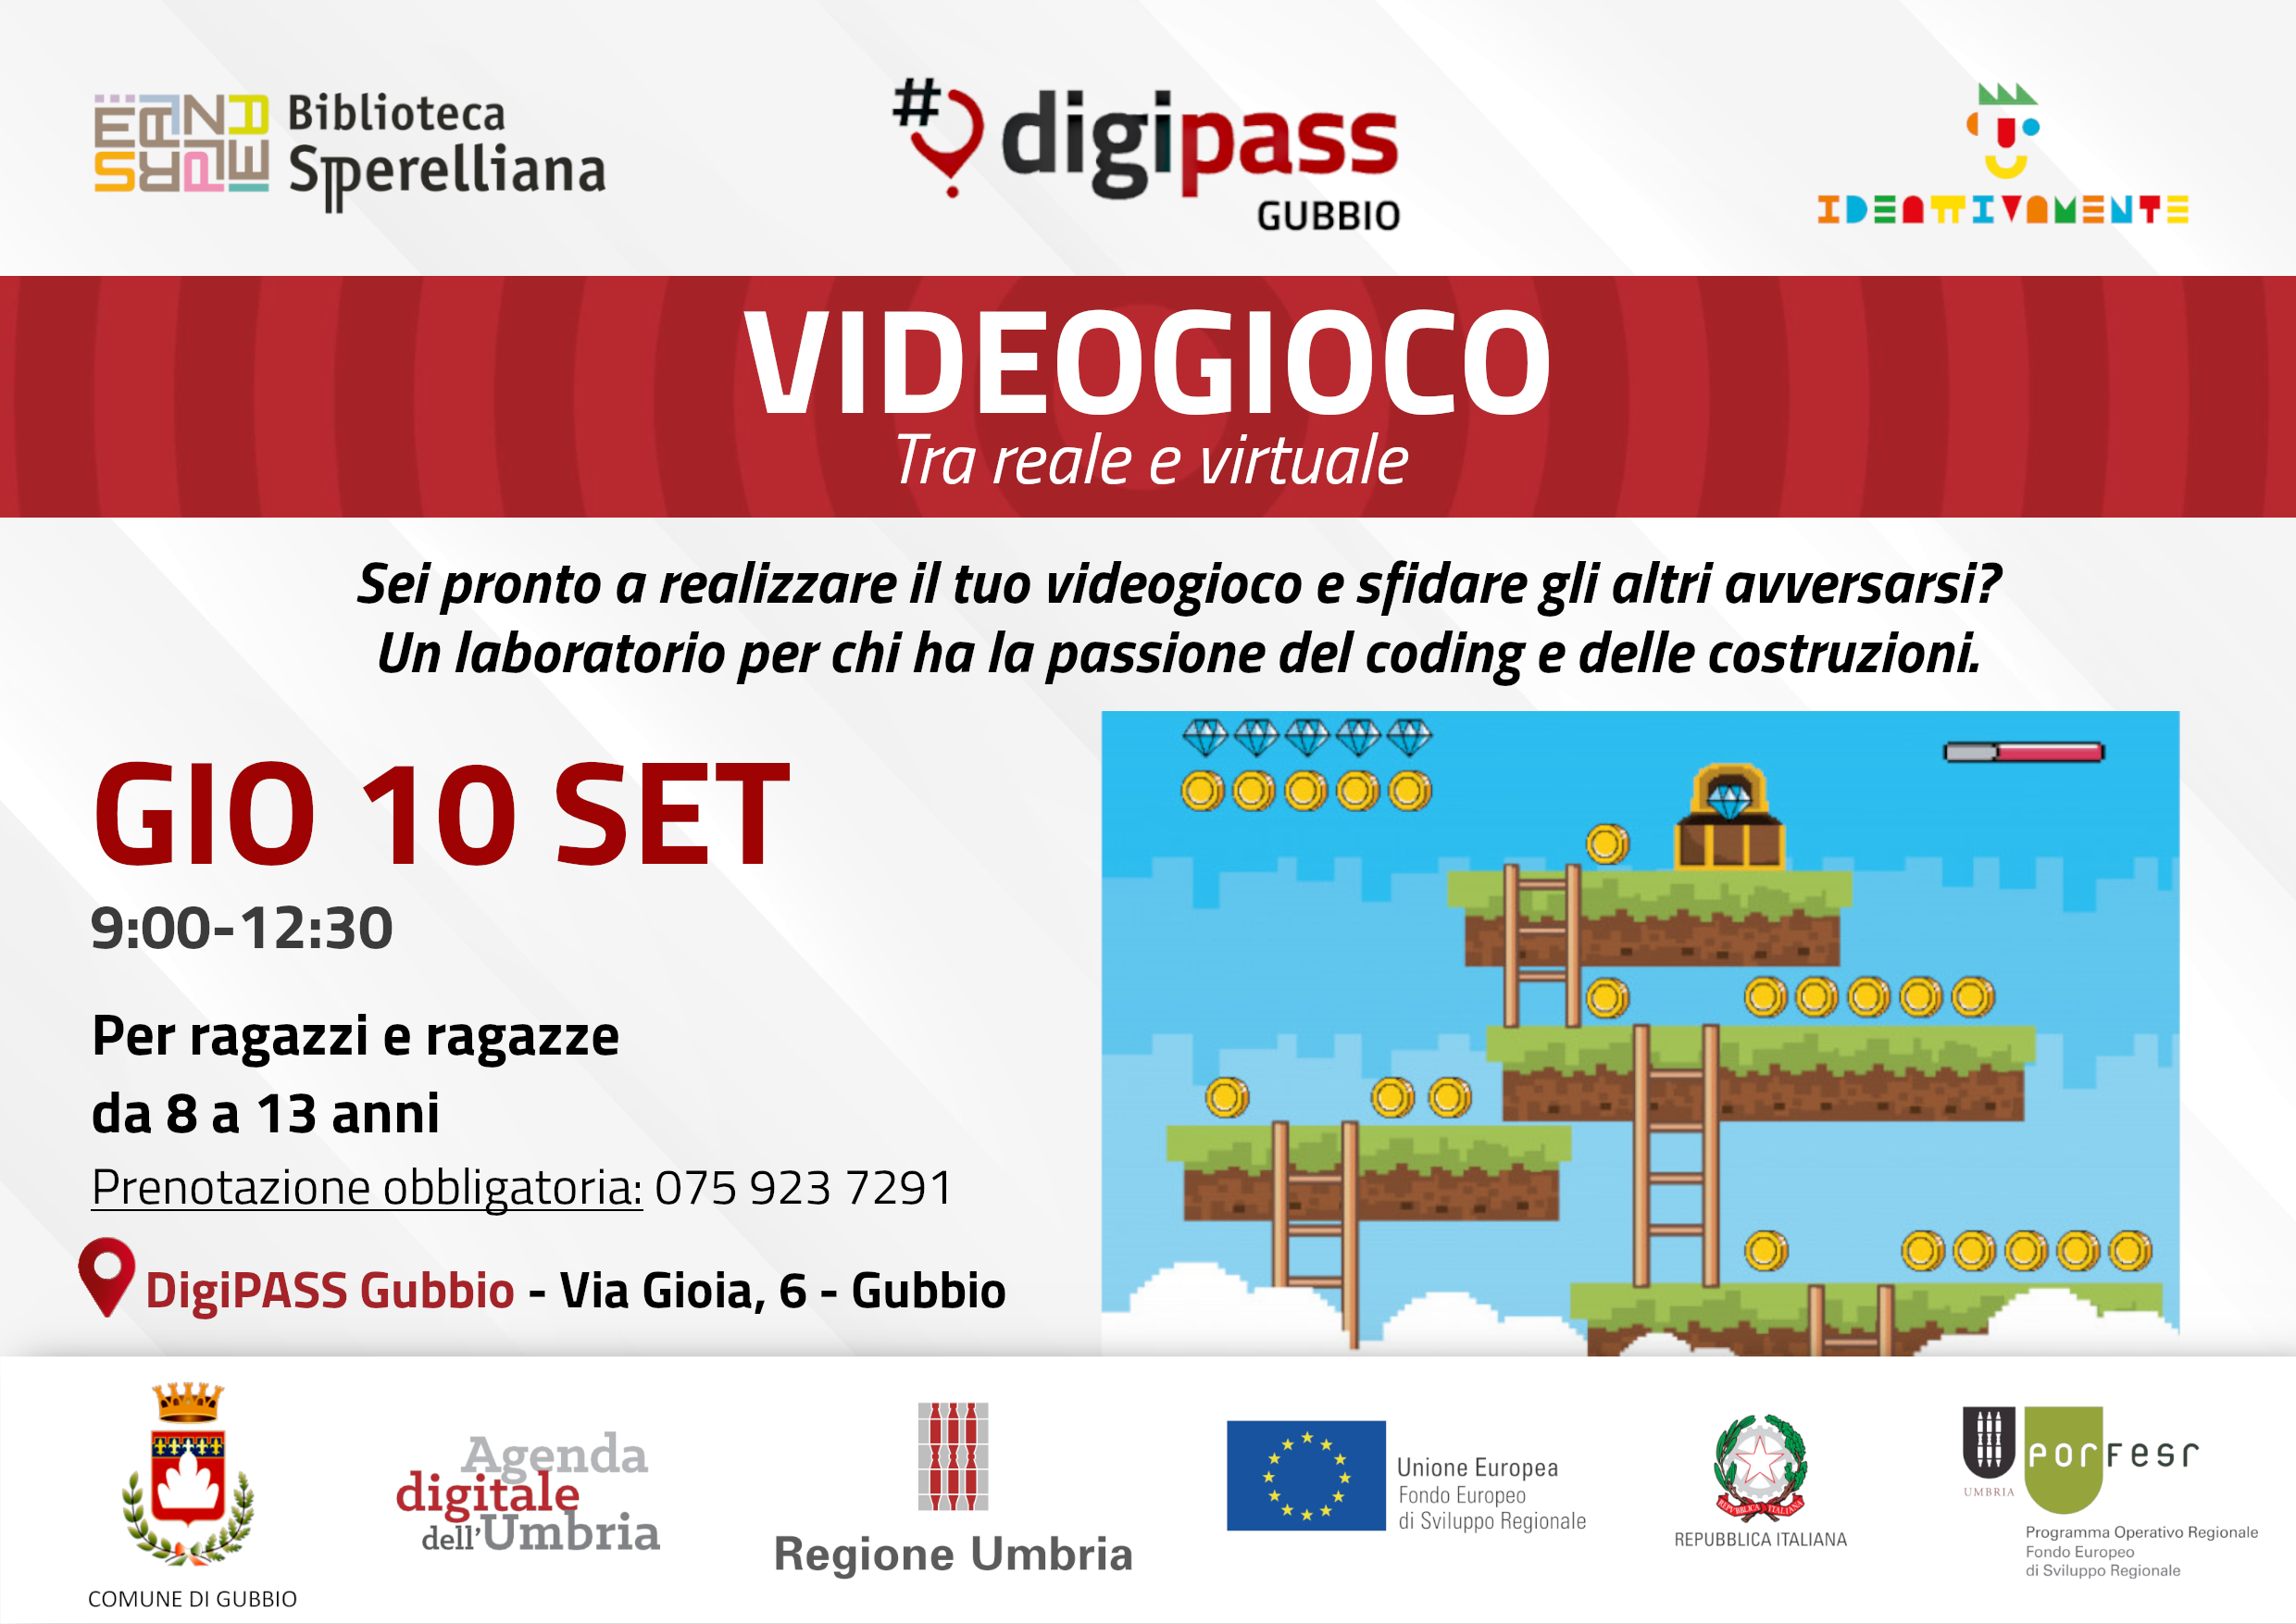 Biblioteca
Sperelliana
#digipass
GUBBIO
IDEATTIVAMENTE
VIDEOGIOCO
Tra reale e virtuale
Sei pronto a realizzare il tuo videogioco e sfidare gli altri avversarsi?
Un laboratorio per chi ha la passione del coding e delle costruzioni.
GIO 10 SET
9:00-12:30
Per ragazzi e ragazze
da 8 a 13 anni
Prenotazione obbligatoria: 075 923 7291
DigiPASS Gubbio - Via Gioia, 6 - Gubbio
COMUNE DI GUBBIO
Agenda
digitale
dell'Umbria
Regione Umbria
Unione Europea
Fondo Europeo
di Sviluppo Regionale
REPVBBLICA ITALIANA
REPUBBLICA ITALIANA
UMBRIA
porfesr
Programma Operativo Regionale
Fondo Europeo
di Sviluppo Regionale